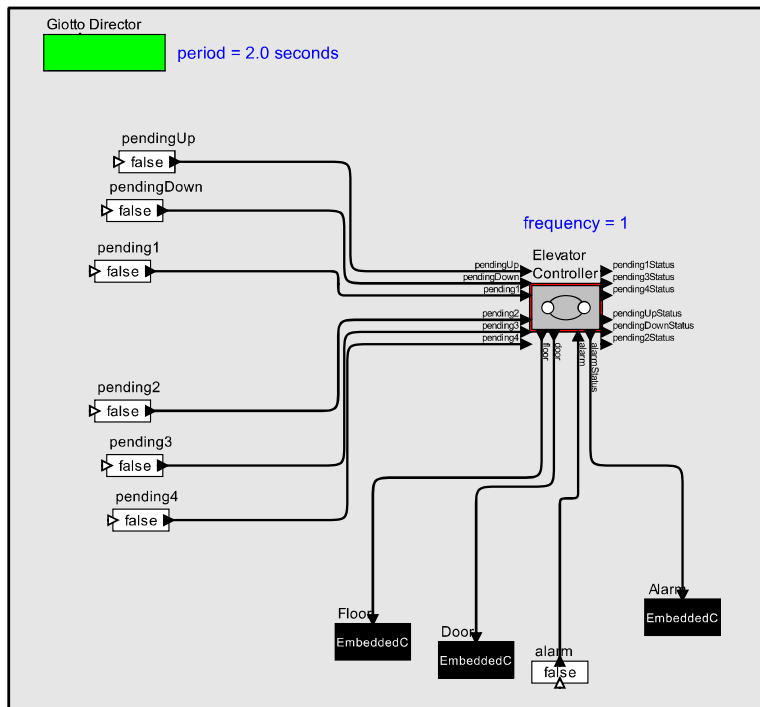 Giotto Director
period = 2.0 seconds
pendingUp
false
pendingDown
false
frequency = 1
pending1
false
Elevator
Controller
pendingUp
pendingDown
pending1
pending2
pending3
pending4
pending1Status
pending3Status
pending4Status
pendingUpStatus
pendingDownStatus
pending2Status
floor
door
alarm
alarmStatus
pending2
false
pending3
false
pending4
false
Floor
EmbeddedC
Door
EmbeddedC
alarm
false
Alarm
EmbeddedC